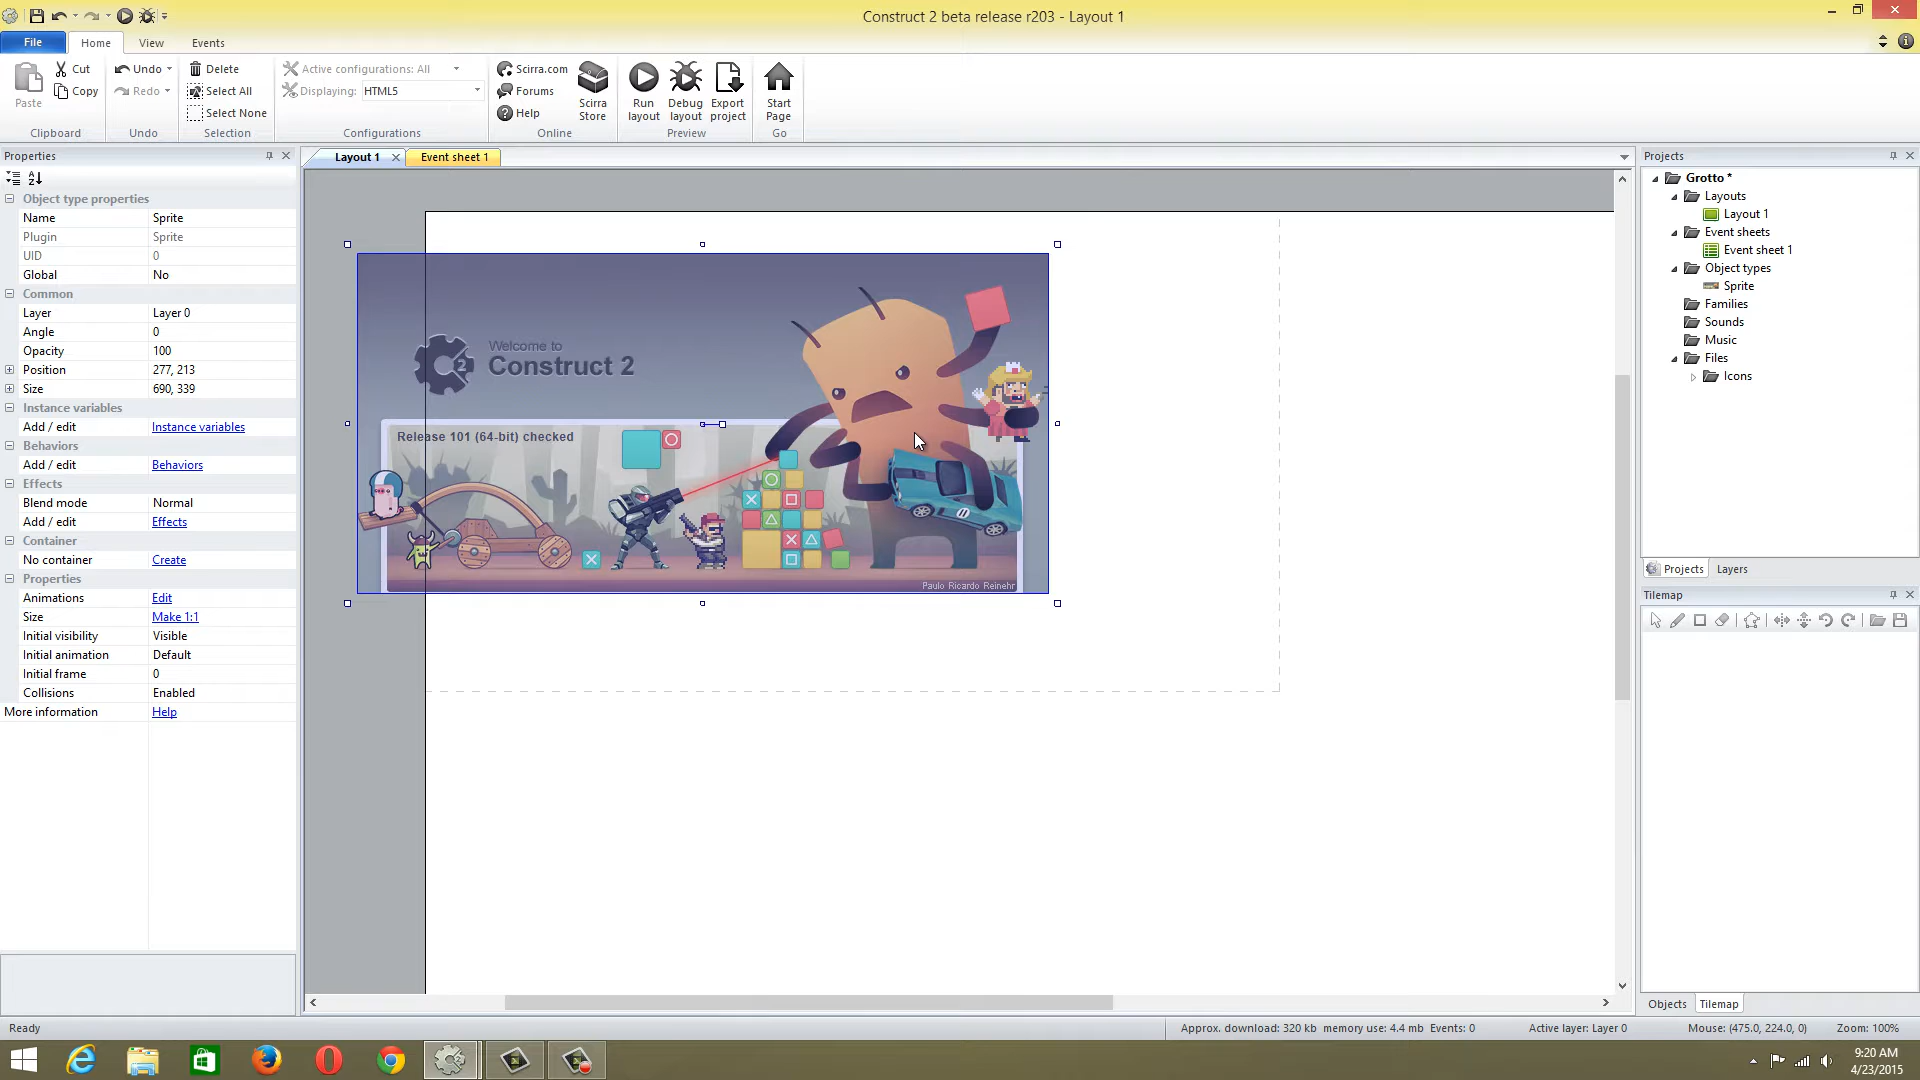 Construct 2 beta release r203 - Layout 1
File
Home
View
Events
Paste
Cut
Copy
Clipboard
Undo
Redo
Undo
Delete
Select All
Select None
Selection
Active configurations: All
Displaying:
HTML5
Configurations
Scirra.com
Forums
Help
Scirra
Store
Online
Run
layout
Debug
layout
Export
project
Preview
Start
Page
Go
Properties
Layout 1
Event sheet 1
Object type properties
Name Sprite
Plugin Sprite
UID 0
Global No
Common
Layer Layer 0
Angle 0
Opacity 100
Position 277, 213
Size 690, 339
Instance variables
Add / edit Instance variables
Behaviors
Add / edit Behaviors
Effects
Blend mode Normal
Add / edit Effects
Container
No container Create
Properties
Animations Edit
Size Make 1:1
Initial visibility Visible
Initial animation Default
Initial frame 0
Collisions Enabled
More information Help
Welcome to
Construct 2
Release 101 (64-bit) checked
Paulo Ricardo Reinehr
Projects
Grotto *
Layouts
Layout 1
Event sheets
Event sheet 1
Object types
Sprite
Families
Sounds
Music
Files
Icons
Projects
Layers
Tilemap
Objects
Tilemap
Ready
Approx. download: 320 kb memory use: 4.4 mb Events: 0
Active layer: Layer 0
Mouse: (475.0, 224.0, 0)
Zoom: 100%
9:20 AM
4/23/2015